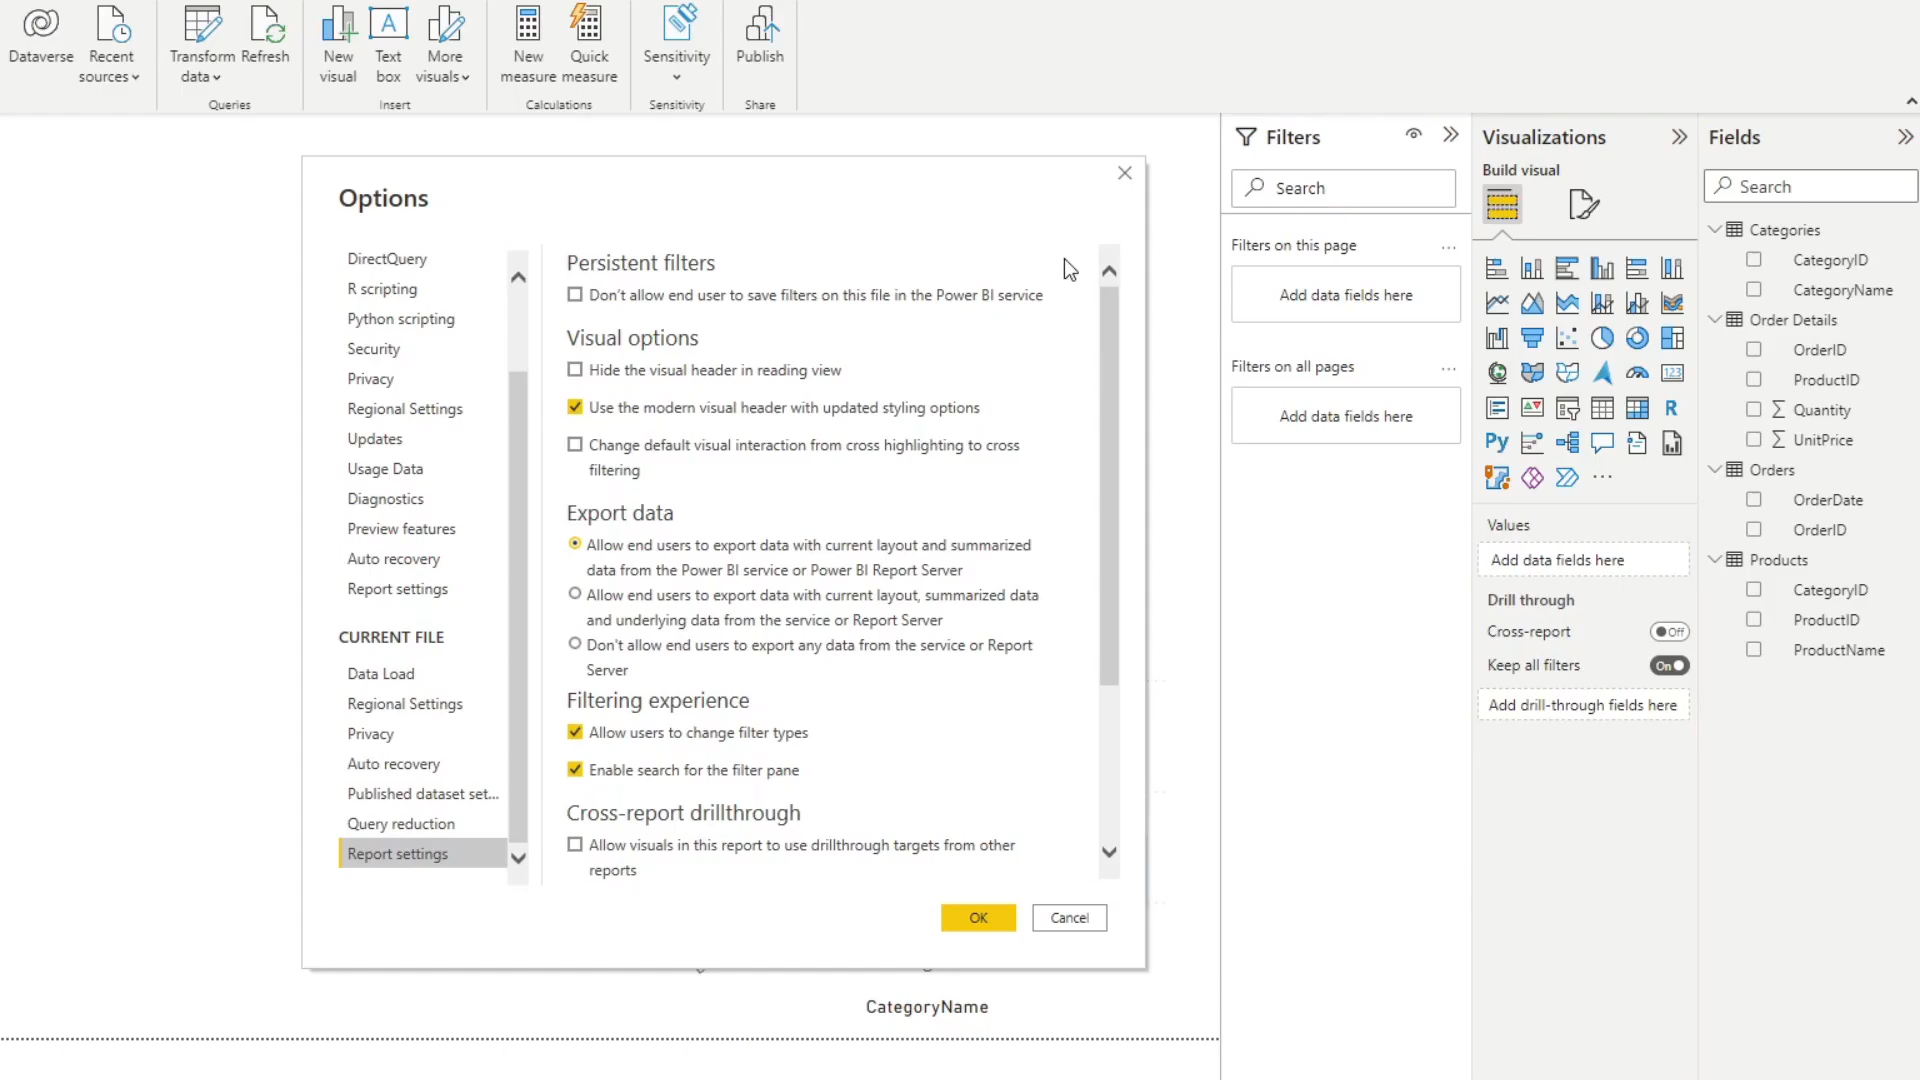 Dataverse
Recent
sources
Transform
data
Refresh
Queries
New
visual
Text
box
More
visuals
Insert
New
measure
Quick
measure
Calculations
Sensitivity
Sensitivity
Publish
Share
Options
DirectQuery
R scripting
Python scripting
Security
Privacy
Regional Settings
Updates
Usage Data
Diagnostics
Preview features
Auto recovery
Report settings
CURRENT FILE
Data Load
Regional Settings
Privacy
Auto recovery
Published dataset set...
Query reduction
Report settings
Persistent filters
Don't allow end user to save filters on this file in the Power BI service
Visual options
Hide the visual header in reading view
Use the modern visual header with updated styling options
Change default visual interaction from cross highlighting to cross
filtering
Export data
Allow end users to export data with current layout and summarized
data from the Power BI service or Power BI Report Server
Allow end users to export data with current layout, summarized data
and underlying data from the service or Report Server
Don't allow end users to export any data from the service or Report
Server
Filtering experience
Allow users to change filter types
Enable search for the filter pane
Cross-report drillthrough
Allow visuals in this report to use drillthrough targets from other
reports
OK
Cancel
CategoryName
Filters
Search
Filters on this page
...
Add data fields here
Filters on all pages
...
Add data fields here
Visualizations
Build visual
123
R
Py
...
Values
Add data fields here
Drill through
Cross-report
Off
Keep all filters
On
Add drill-through fields here
Fields
Search
Categories
CategoryID
CategoryName
Order Details
OrderID
ProductID
∑ Quantity
∑ UnitPrice
Orders
OrderDate
OrderID
Products
CategoryID
ProductID
ProductName